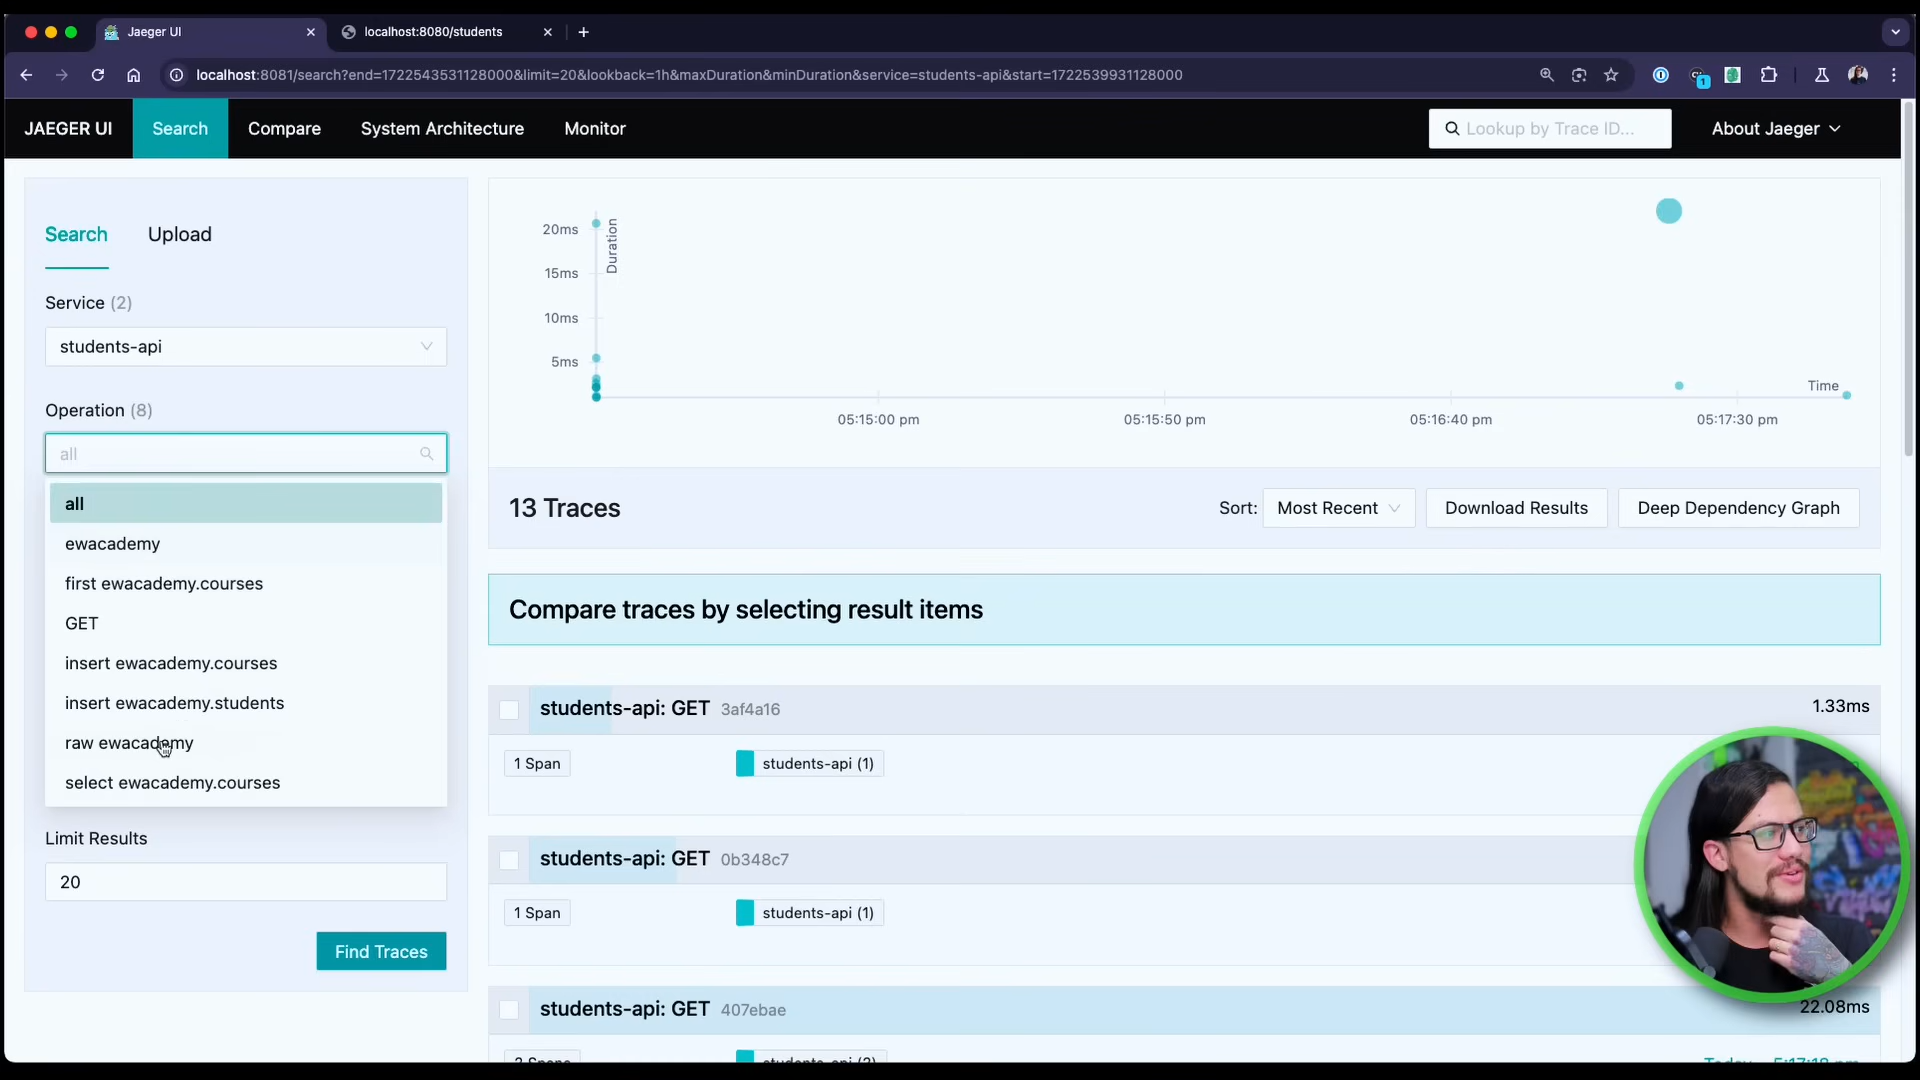 Jaeger UI
localhost:8080/students
localhost:8081/search?end=1722543531128000&limit=20&lookback=1h&maxDuration&minDuration&service=students-api&start=1722539931128000
1
JAEGER UI
Search
Compare
System Architecture
Monitor
Lookup by Trace ID...
About Jaeger
Search
Upload
Service (2)
students-api
Operation (8)
all
all
ewacademy
first ewacademy.courses
GET
insert ewacademy.courses
insert ewacademy.students
raw ewacademy
select ewacademy.courses
Limit Results
20
Find Traces
Duration
20ms
15ms
10ms
5ms
Time
05:15:00 pm
05:15:50 pm
05:16:40 pm
05:17:30 pm
13 Traces
Sort:
Most Recent
Download Results
Deep Dependency Graph
Compare traces by selecting result items
students-api: GET 3af4a16
1.33ms
1 Span
students-api (1)
students-api: GET 0b348c7
1 Span
students-api (1)
students-api: GET 407ebae
22.08ms